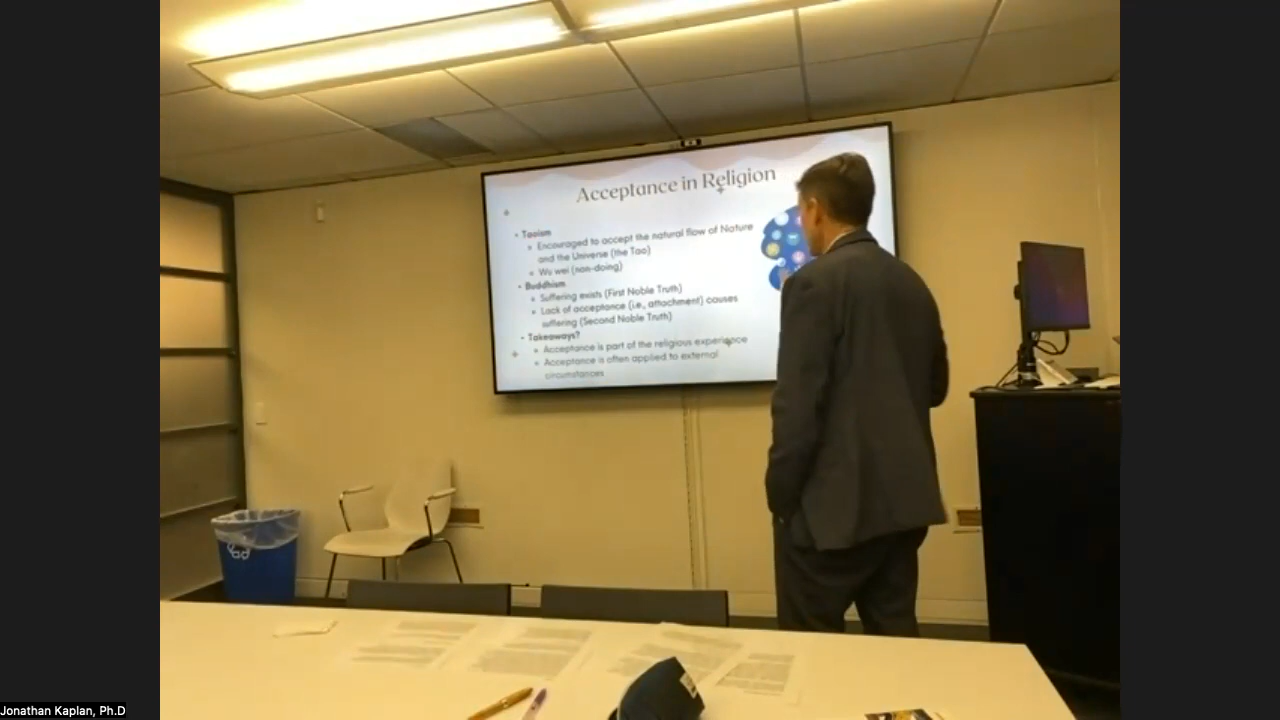 Acceptance in Religion
Taoism
Encouraged to accept the natural flow of Nature
and the Universe (the Tao)
Wu wei (non-doing)
Buddhism
Suffering exists (First Noble Truth)
Lack of acceptance (i.e., attachment) causes
suffering (Second Noble Truth)
Takeaways?
Acceptance is part of the religious experience
Acceptance is often applied to external
circumstances
Jonathan Kaplan, Ph.D